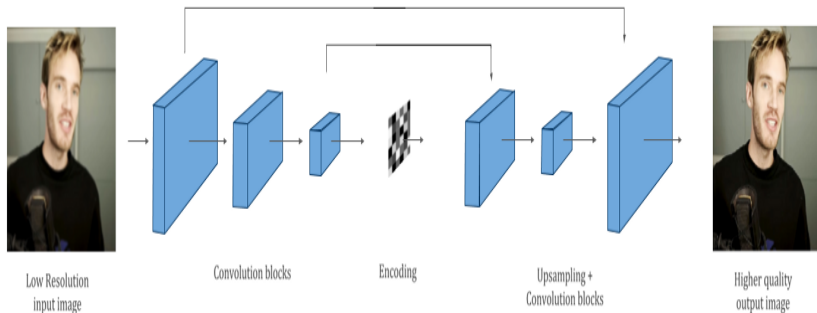 Low Resolution
input image
Convolution blocks
Encoding
Upsampling +
Convolution blocks
Higher quality
output image